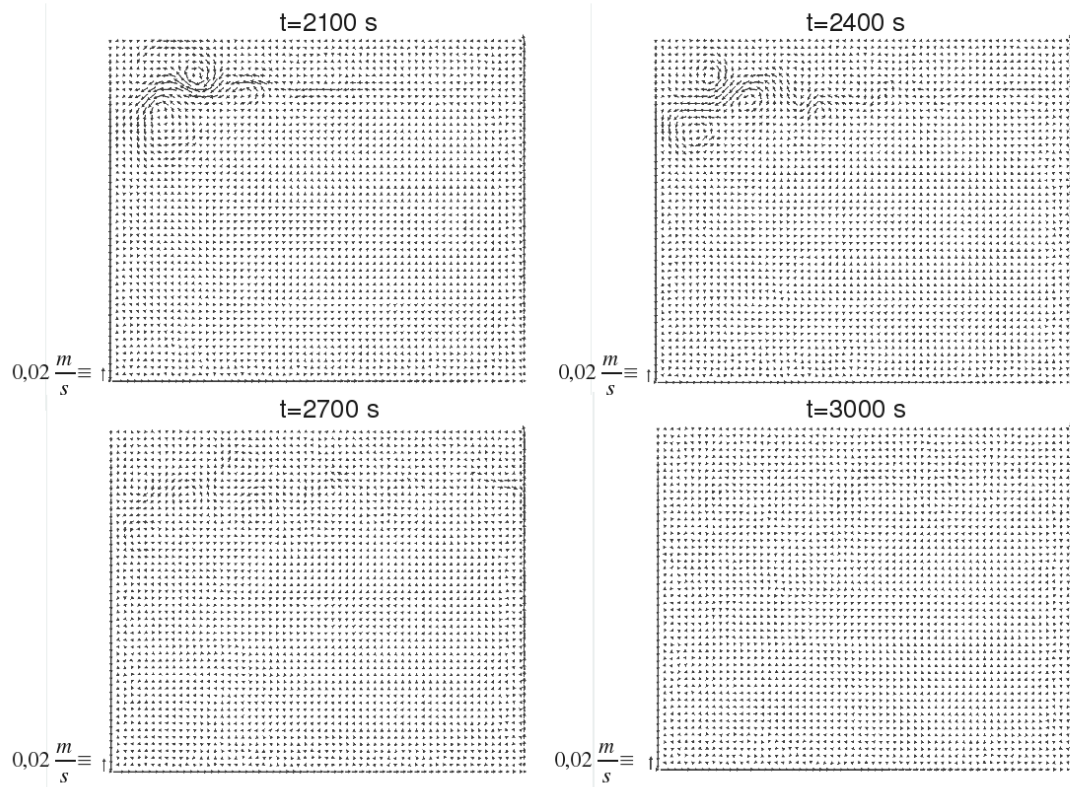 t=2100 s
t=2400 s
0,02 m/s ≡ ↑
0,02 m/s ≡ ↑
t=2700 s
t=3000 s
0,02 m/s ≡ ↑
0,02 m/s ≡ ↑